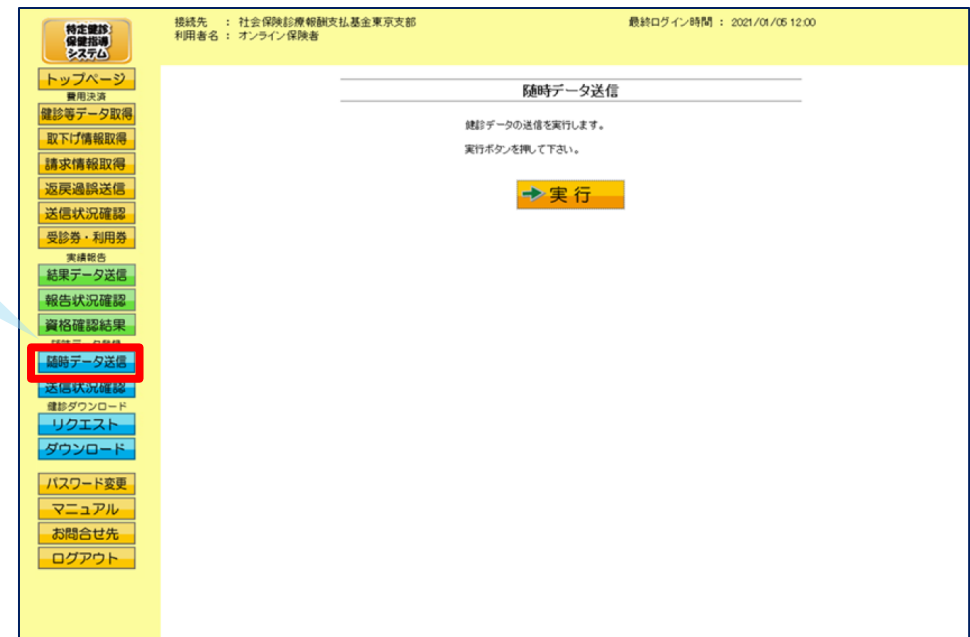 特定健診
保健指導
システム
接続先 ： 社会保険診療報酬支払基金東京支部
利用者名 ： オンライン保険者
最終ログイン時間 ： 2021/01/05 12:00
トップページ
費用決済
健診等データ取得
取下げ情報取得
請求情報取得
返戻過誤送信
送信状況確認
受診券・利用券
実績報告
結果データ送信
報告状況確認
資格確認結果
随時データ送信
送信状況確認
健診ダウンロード
リクエスト
ダウンロード
パスワード変更
マニュアル
お問合せ先
ログアウト
随時データ送信
健診データの送信を実行します。
実行ボタンを押して下さい。
実行